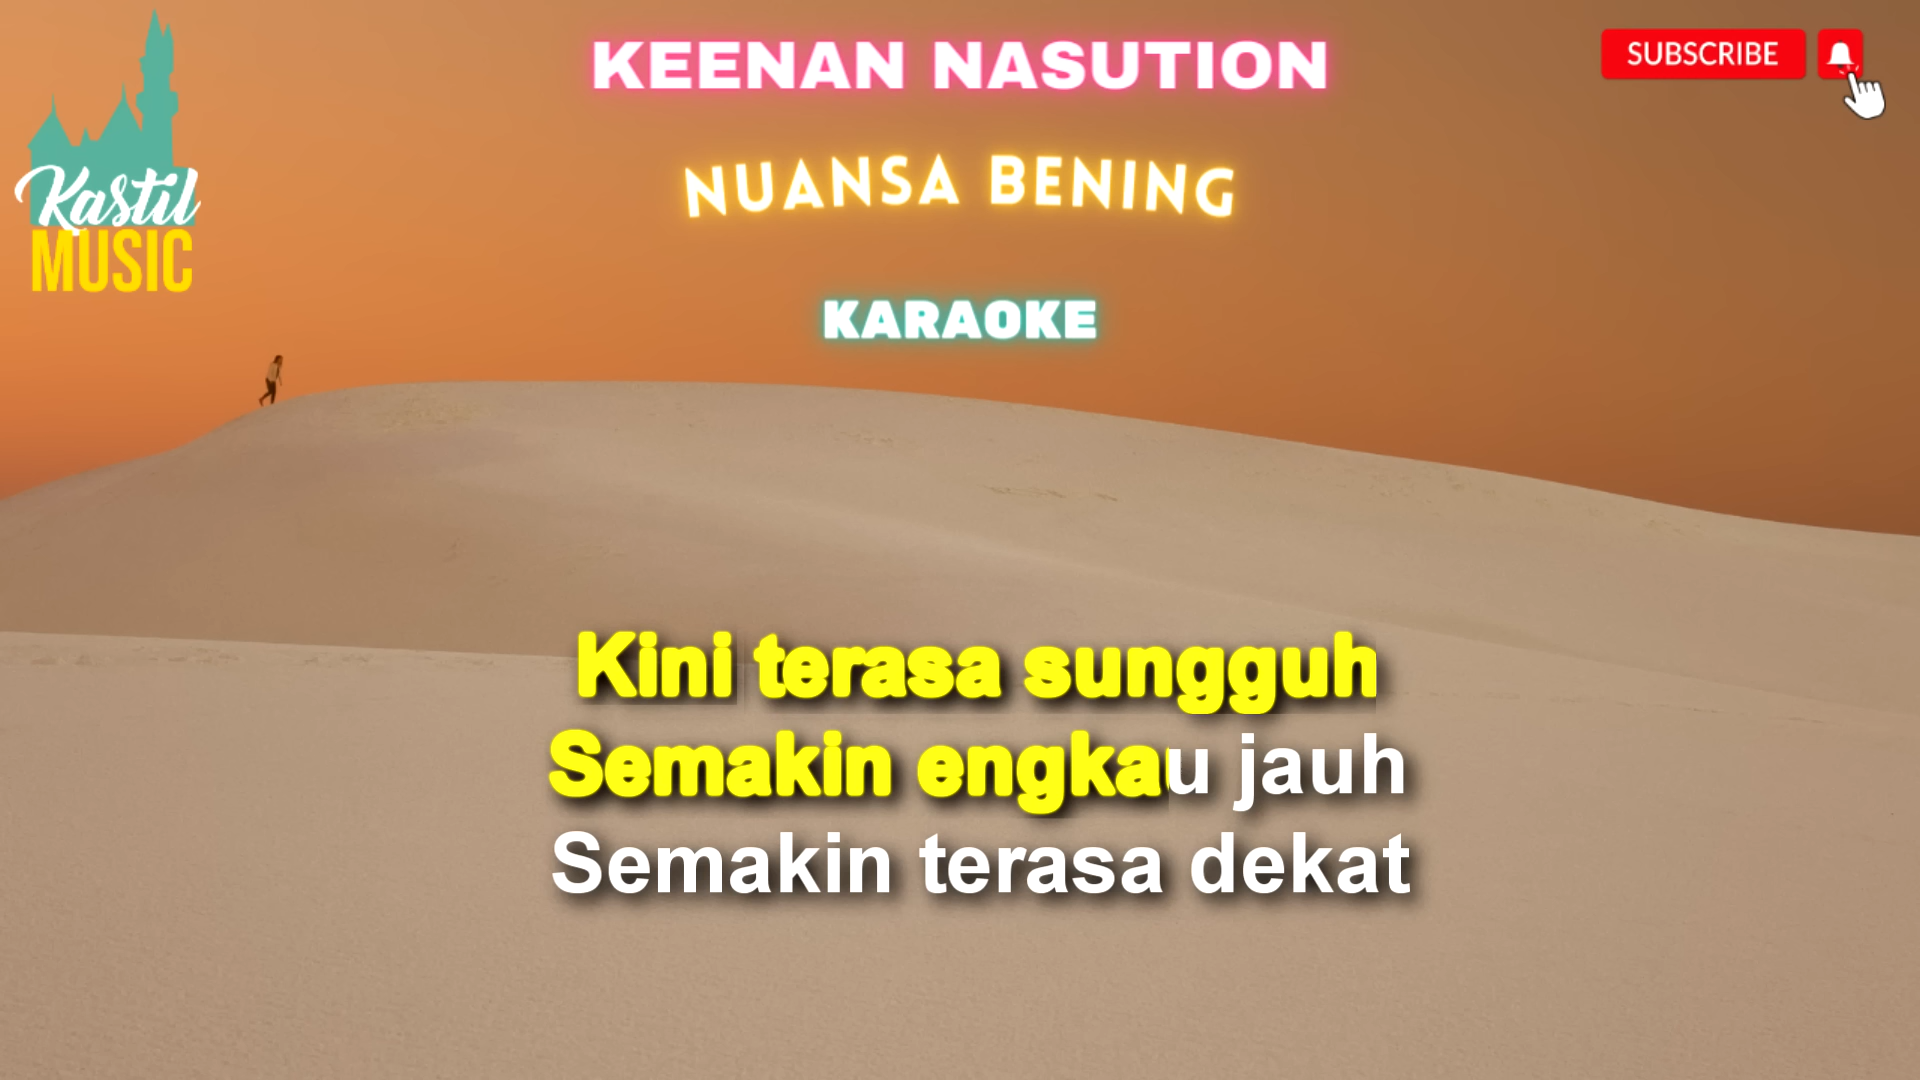 KEENAN NASUTION
SUBSCRIBE
NUANSA BENING
Kastil
MUSIC
KARAOKE
Kini terasa sungguh
Semakin engkau jauh
Semakin terasa dekat